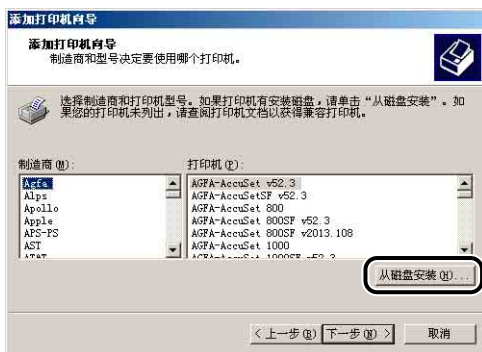 添加打印机向导
添加打印机向导
制造商和型号决定要使用哪个打印机。
选择制造商和打印机型号。如果打印机有安装磁盘，请单击“从磁盘安装”。如
果您的打印机未列出，请查阅打印机文档以获得兼容打印机。
制造商(M):
Agfa
Alps
Apollo
Apple
APS-PS
AST
AT&T
打印机(P):
AGFA-AccuSet v52.3
AGFA-AccuSetSF v52.3
AGFA-AccuSet 800
AGFA-AccuSet 800SF v52.3
AGFA-AccuSet 800SF v2013.108
AGFA-AccuSet 1000
AGFA-AccuSet 1000SF v52.3
从磁盘安装(H)...
<上一步(B)
下一步(N)>
取消